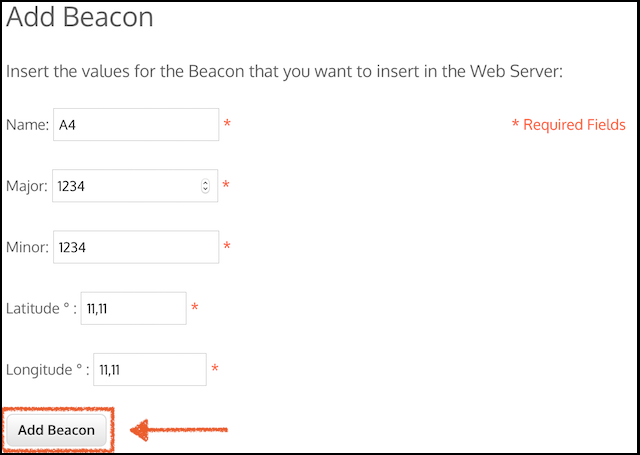 Add Beacon
Insert the values for the Beacon that you want to insert in the Web Server:
Name: A4 * * Required Fields
Major: 1234 *
Minor: 1234 *
Latitude ° : 11,11 *
Longitude ° : 11,11 *
Add Beacon